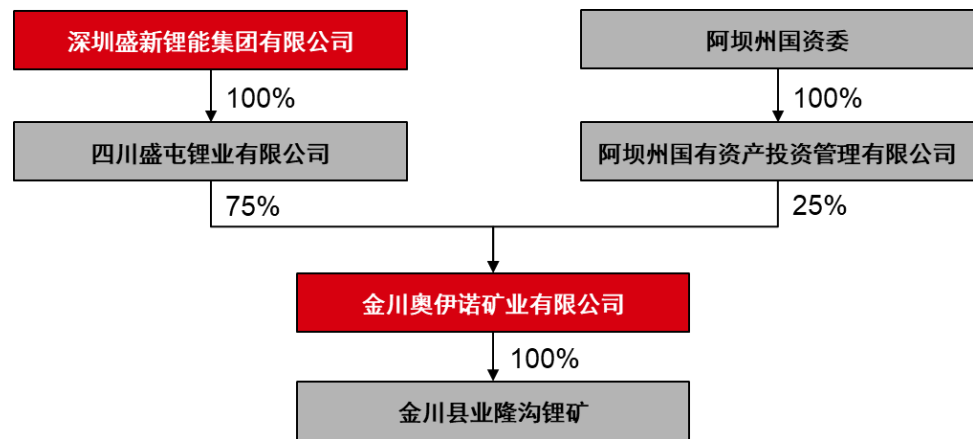 深圳盛新锂能集团有限公司
阿坝州国资委
100%
100%
四川盛屯锂业有限公司
阿坝州国有资产投资管理有限公司
75%
25%
金川奥伊诺矿业有限公司
100%
金川县业隆沟锂矿